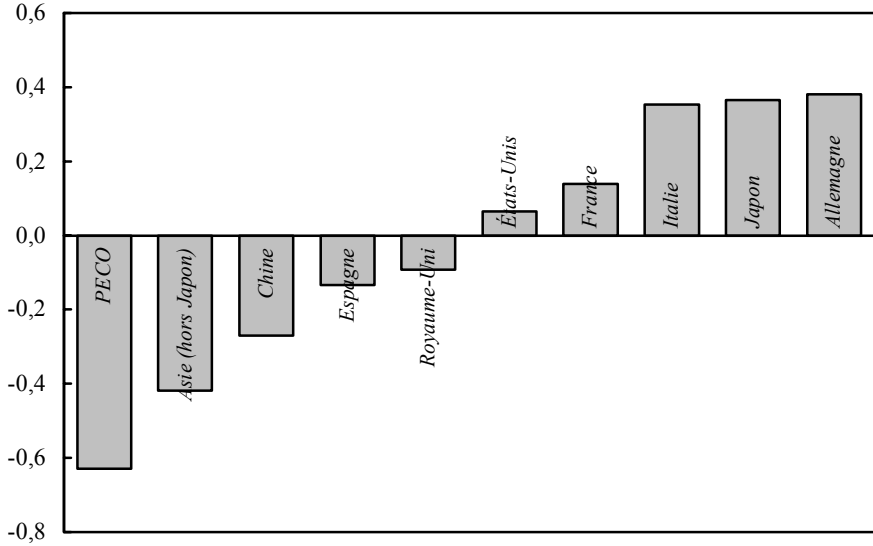 0,6
0,4
0,2
0,0
-0,2
-0,4
-0,6
-0,8
PECO
Asie (hors Japon)
Chine
Espagne
Royaume-Uni
États-Unis
France
Italie
Japon
Allemagne